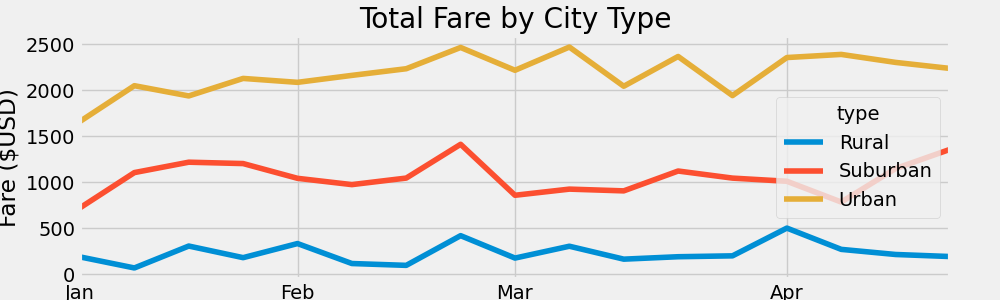 Total Fare by City Type
Fare ($USD)
2500
2000
1500
1000
500
0
Jan
Feb
Mar
Apr
type
Rural
Suburban
Urban